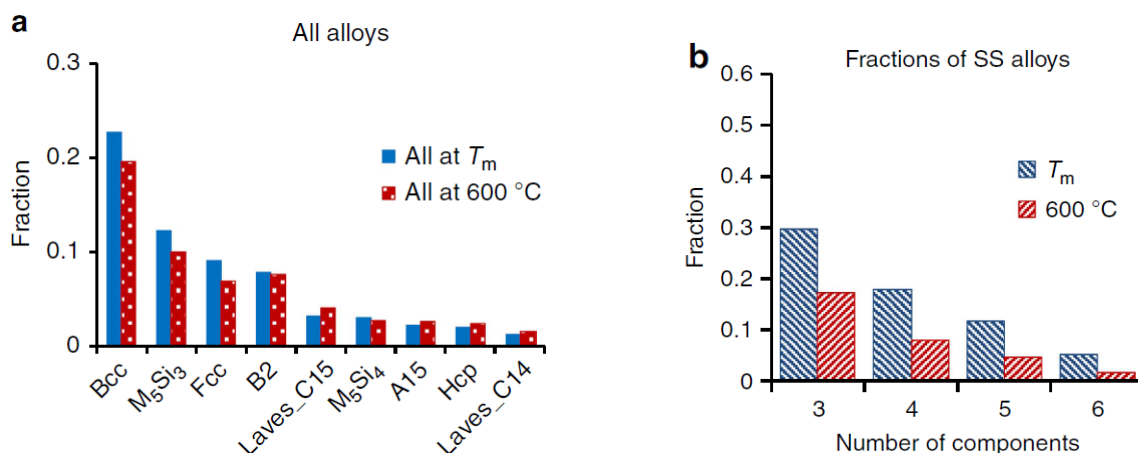 a
All alloys
0.3
0.2
0.1
0
Fraction
All at Tm
All at 600 °C
Bcc
M5Si3
Fcc
B2
Laves_C15
M5Si4
A15
Hcp
Laves_C14
b
Fractions of SS alloys
0.6
0.5
0.4
0.3
0.2
0.1
0
Fraction
Tm
600 °C
3 4 5 6
Number of components